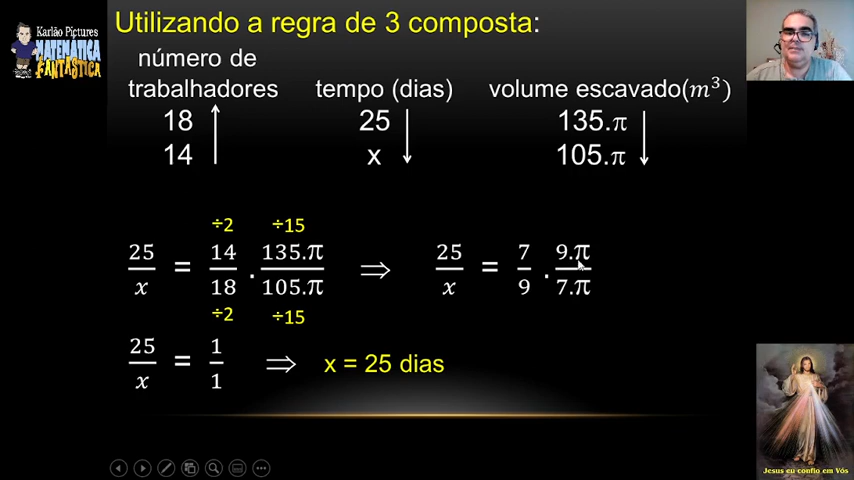 Karlão Pictures
MATEMÁTICA
FANTÁSTICA
Utilizando a regra de 3 composta:
número de
trabalhadores tempo (dias) volume escavado(m³)
18 25 135.π
14 x 105.π
÷2 ÷15
25/x = 14/18 . 135.π/105.π ⇒ 25/x = 7/9 . 9.π/7.π
÷2 ÷15
25/x = 1/1 ⇒ x = 25 dias
Jesus eu confio em Vós